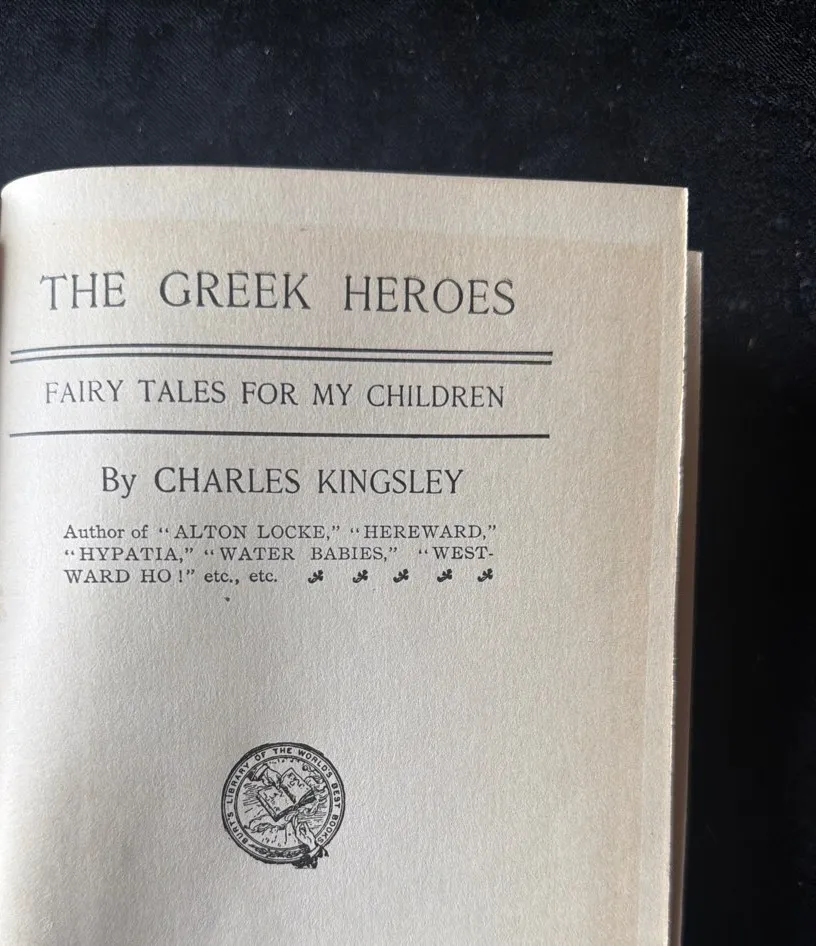 THE GREEK HEROES
FAIRY TALES FOR MY CHILDREN
By CHARLES KINGSLEY
Author of “ALTON LOCKE,” “HEREWARD,”
“HYPATIA,” “WATER BABIES,” “WEST-
WARD HO!” etc., etc.
BURT'S LIBRARY OF THE WORLD'S BEST BOOKS